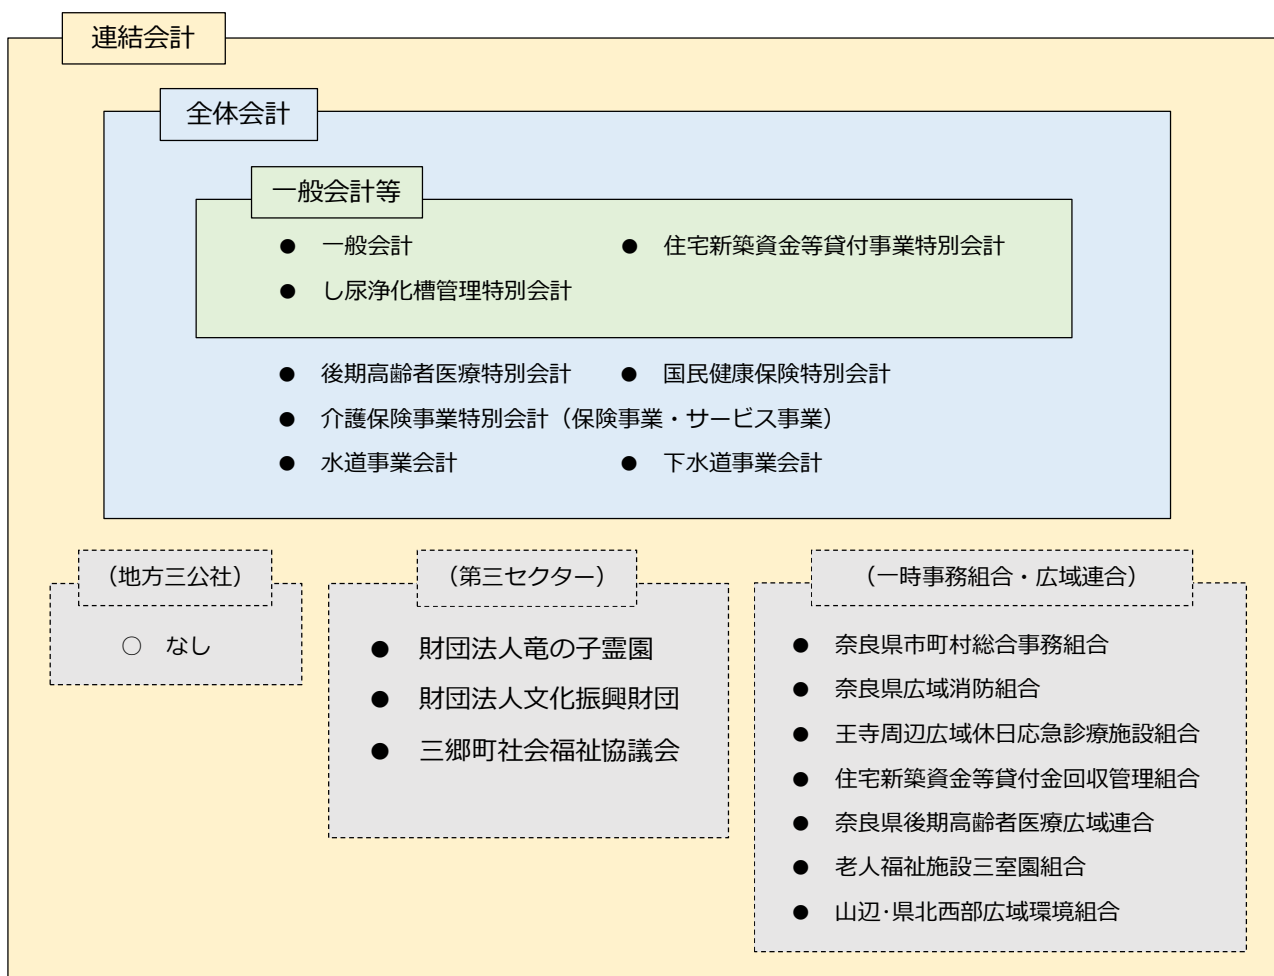 連結会計
全体会計
一般会計等
● 一般会計 ● 住宅新築資金等貸付事業特別会計
● し尿浄化槽管理特別会計
● 後期高齢者医療特別会計 ● 国民健康保険特別会計
● 介護保険事業特別会計（保険事業・サービス事業）
● 水道事業会計 ● 下水道事業会計
（地方三公社）
○ なし
（第三セクター）
● 財団法人竜の子霊園
● 財団法人文化振興財団
● 三郷町社会福祉協議会
（一時事務組合・広域連合）
● 奈良県市町村総合事務組合
● 奈良県広域消防組合
● 王寺周辺広域休日応急診療施設組合
● 住宅新築資金等貸付金回収管理組合
● 奈良県後期高齢者医療広域連合
● 老人福祉施設三室園組合
● 山辺･県北西部広域環境組合